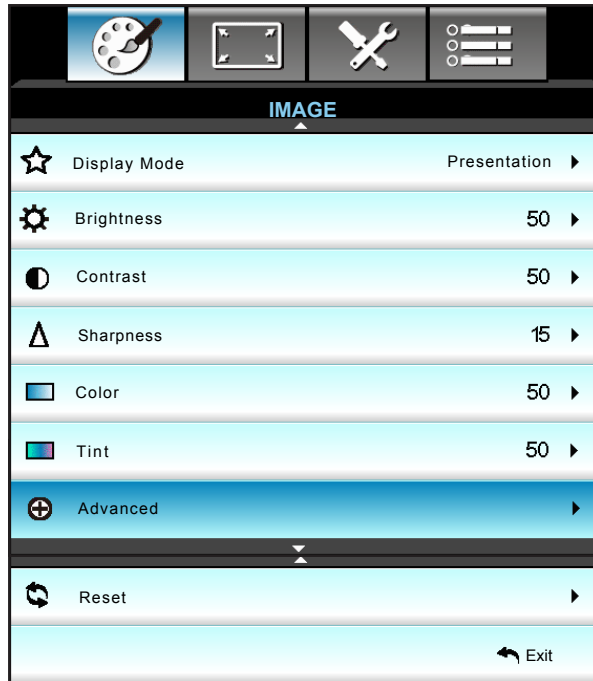 IMAGE
Display Mode Presentation
Brightness 50
Contrast 50
Sharpness 15
Color 50
Tint 50
Advanced
Reset
Exit